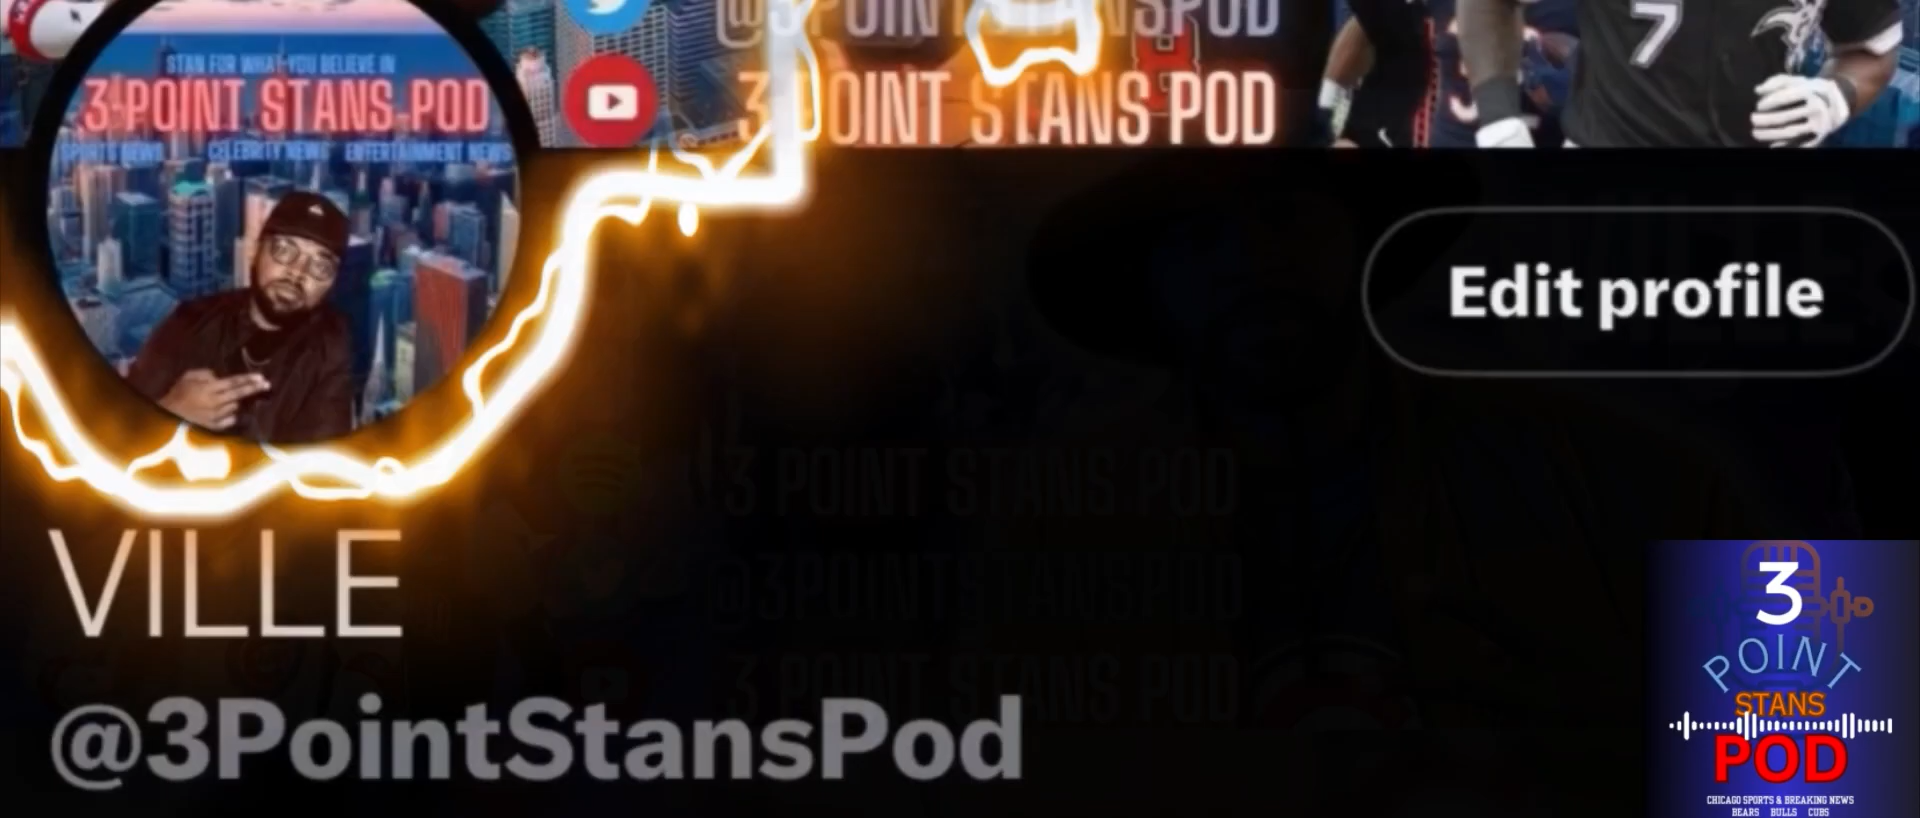 @3POINTSTANSPOD
3 POINT STANS POD
7
STAN FOR WHAT YOU BELIEVE IN
3 POINT STANS POD
SPORTS NEWS CELEBRITY NEWS ENTERTAINMENT NEWS
Edit profile
3 POINT STANS POD
@3POINTSTANSPOD
3 POINT STANS POD
VILLE
@3PointStansPod
3
POINT
STANS
POD
CHICAGO SPORTS & BREAKING NEWS
BEARS BULLS CUBS